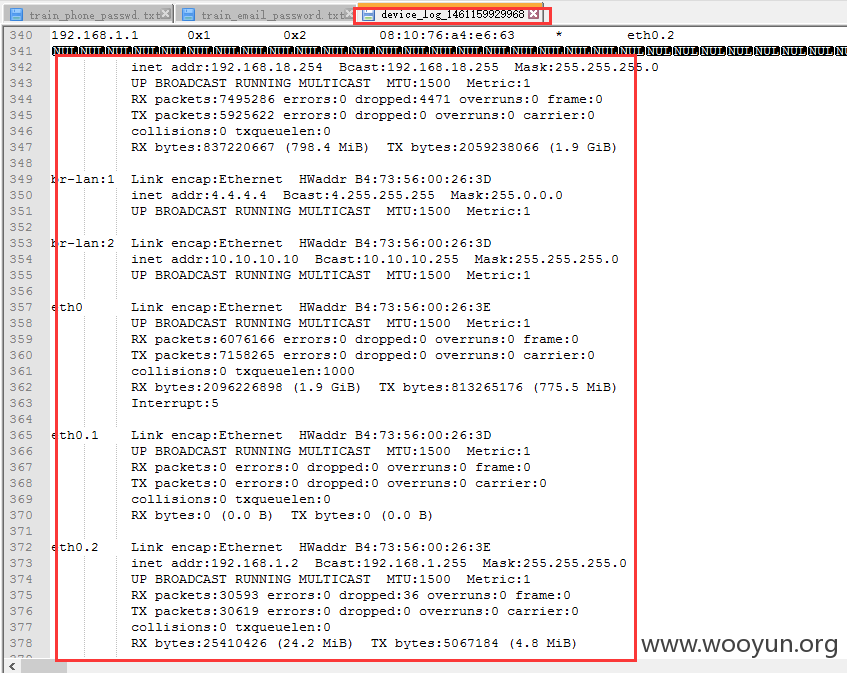 train_phone_passwd.txt train_email_password.txt device_log_1461159929968
340 192.168.1.1 0x1 0x2 08:10:76:a4:e6:63 * eth0.2
341 NUL NUL NUL NUL NUL NUL NUL NUL NUL NUL NUL NUL NUL NUL NUL NUL NUL NUL NUL NUL NUL NUL NUL NUL NUL NUL NUL NUL NUL
342 inet addr:192.168.18.254 Bcast:192.168.18.255 Mask:255.255.255.0
343 UP BROADCAST RUNNING MULTICAST MTU:1500 Metric:1
344 RX packets:7495286 errors:0 dropped:4471 overruns:0 frame:0
345 TX packets:5925622 errors:0 dropped:0 overruns:0 carrier:0
346 collisions:0 txqueuelen:0
347 RX bytes:837220667 (798.4 MiB) TX bytes:2059238066 (1.9 GiB)
348
349 br-lan:1 Link encap:Ethernet HWaddr B4:73:56:00:26:3D
350 inet addr:4.4.4.4 Bcast:4.255.255.255 Mask:255.0.0.0
351 UP BROADCAST RUNNING MULTICAST MTU:1500 Metric:1
352
353 br-lan:2 Link encap:Ethernet HWaddr B4:73:56:00:26:3D
354 inet addr:10.10.10.10 Bcast:10.10.10.255 Mask:255.255.255.0
355 UP BROADCAST RUNNING MULTICAST MTU:1500 Metric:1
356
357 eth0 Link encap:Ethernet HWaddr B4:73:56:00:26:3E
358 UP BROADCAST RUNNING MULTICAST MTU:1500 Metric:1
359 RX packets:6076166 errors:0 dropped:0 overruns:0 frame:0
360 TX packets:7158265 errors:0 dropped:0 overruns:0 carrier:0
361 collisions:0 txqueuelen:1000
362 RX bytes:2096226898 (1.9 GiB) TX bytes:813265176 (775.5 MiB)
363 Interrupt:5
364
365 eth0.1 Link encap:Ethernet HWaddr B4:73:56:00:26:3D
366 UP BROADCAST RUNNING MULTICAST MTU:1500 Metric:1
367 RX packets:0 errors:0 dropped:0 overruns:0 frame:0
368 TX packets:0 errors:0 dropped:0 overruns:0 carrier:0
369 collisions:0 txqueuelen:0
370 RX bytes:0 (0.0 B) TX bytes:0 (0.0 B)
371
372 eth0.2 Link encap:Ethernet HWaddr B4:73:56:00:26:3E
373 inet addr:192.168.1.2 Bcast:192.168.1.255 Mask:255.255.255.0
374 UP BROADCAST RUNNING MULTICAST MTU:1500 Metric:1
375 RX packets:30593 errors:0 dropped:36 overruns:0 frame:0
376 TX packets:30619 errors:0 dropped:0 overruns:0 carrier:0
377 collisions:0 txqueuelen:0
378 RX bytes:25410426 (24.2 MiB) TX bytes:5067184 (4.8 MiB)
www.wooyun.org